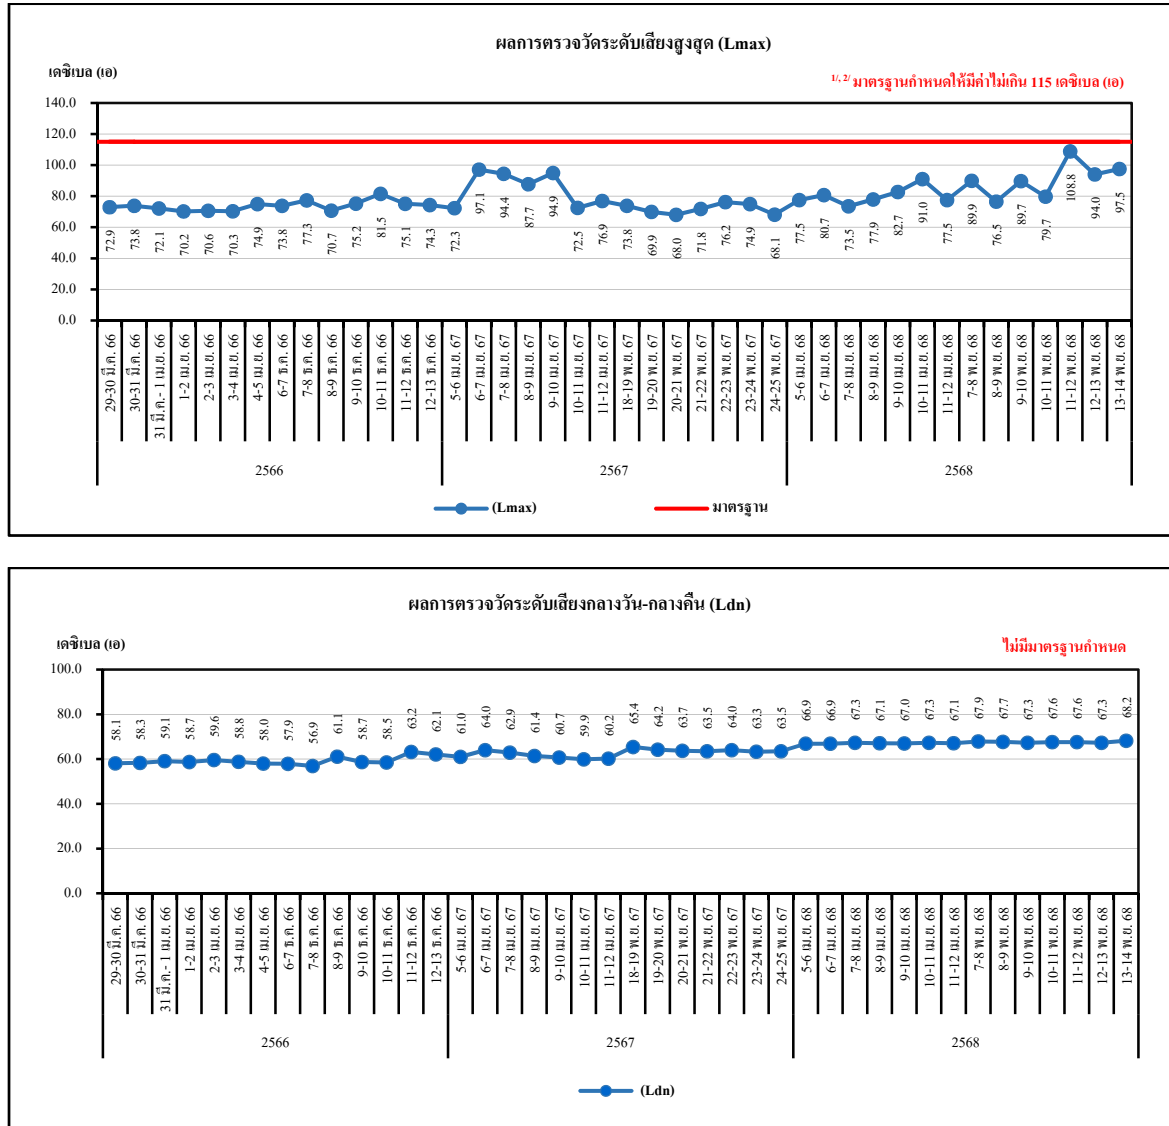 ผลการตรวจวัดระดับเสียงสูงสุด (Lmax)
เดซิเบล (เอ)
1/, 2/ มาตรฐานกำหนดให้มีค่าไม่เกิน 115 เดซิเบล (เอ)
140.0
120.0
100.0
80.0
60.0
40.0
20.0
0.0
72.9 73.8 72.1 70.2 70.6 70.3 74.9 73.8 77.3 70.7 75.2 81.5 75.1 74.3 72.3 97.1 94.4 87.7 94.9 72.5 76.9 73.8 69.9 68.0 71.8 76.2 74.9 68.1 77.5 80.7 73.5 77.9 82.7 91.0 77.5 89.9 76.5 89.7 79.7 108.8 94.0 97.5
29-30 มี.ค. 66
30-31 มี.ค. 66
31 มี.ค.- 1 เม.ย. 66
1-2 เม.ย. 66
2-3 เม.ย. 66
3-4 เม.ย. 66
4-5 เม.ย. 66
6-7 ธ.ค. 66
7-8 ธ.ค. 66
8-9 ธ.ค. 66
9-10 ธ.ค. 66
10-11 ธ.ค. 66
11-12 ธ.ค. 66
12-13 ธ.ค. 66
5-6 เม.ย. 67
6-7 เม.ย. 67
7-8 เม.ย. 67
8-9 เม.ย. 67
9-10 เม.ย. 67
10-11 เม.ย. 67
11-12 เม.ย. 67
18-19 พ.ย. 67
19-20 พ.ย. 67
20-21 พ.ย. 67
21-22 พ.ย. 67
22-23 พ.ย. 67
23-24 พ.ย. 67
24-25 พ.ย. 67
5-6 เม.ย. 68
6-7 เม.ย. 68
7-8 เม.ย. 68
8-9 เม.ย. 68
9-10 เม.ย. 68
10-11 เม.ย. 68
11-12 เม.ย. 68
7-8 พ.ย. 68
8-9 พ.ย. 68
9-10 พ.ย. 68
10-11 พ.ย. 68
11-12 พ.ย. 68
12-13 พ.ย. 68
13-14 พ.ย. 68
2566 2567 2568
(Lmax) มาตรฐาน
ผลการตรวจวัดระดับเสียงกลางวัน-กลางคืน (Ldn)
เดซิเบล (เอ)
ไม่มีมาตรฐานกำหนด
100.0
80.0
60.0
40.0
20.0
0.0
58.1 58.3 59.1 58.7 59.6 58.8 58.0 57.9 56.9 61.1 58.7 58.5 63.2 62.1 61.0 64.0 62.9 61.4 60.7 59.9 60.2 65.4 64.2 63.7 63.5 64.0 63.3 63.5 66.9 66.9 67.3 67.1 67.0 67.3 67.1 67.9 67.7 67.3 67.6 67.6 67.3 68.2
29-30 มี.ค. 66
30-31 มี.ค. 66
31 มี.ค.- 1 เม.ย. 66
1-2 เม.ย. 66
2-3 เม.ย. 66
3-4 เม.ย. 66
4-5 เม.ย. 66
6-7 ธ.ค. 66
7-8 ธ.ค. 66
8-9 ธ.ค. 66
9-10 ธ.ค. 66
10-11 ธ.ค. 66
11-12 ธ.ค. 66
12-13 ธ.ค. 66
5-6 เม.ย. 67
6-7 เม.ย. 67
7-8 เม.ย. 67
8-9 เม.ย. 67
9-10 เม.ย. 67
10-11 เม.ย. 67
11-12 เม.ย. 67
18-19 พ.ย. 67
19-20 พ.ย. 67
20-21 พ.ย. 67
21-22 พ.ย. 67
22-23 พ.ย. 67
23-24 พ.ย. 67
24-25 พ.ย. 67
5-6 เม.ย. 68
6-7 เม.ย. 68
7-8 เม.ย. 68
8-9 เม.ย. 68
9-10 เม.ย. 68
10-11 เม.ย. 68
11-12 เม.ย. 68
7-8 พ.ย. 68
8-9 พ.ย. 68
9-10 พ.ย. 68
10-11 พ.ย. 68
11-12 พ.ย. 68
12-13 พ.ย. 68
13-14 พ.ย. 68
2566 2567 2568
(Ldn)